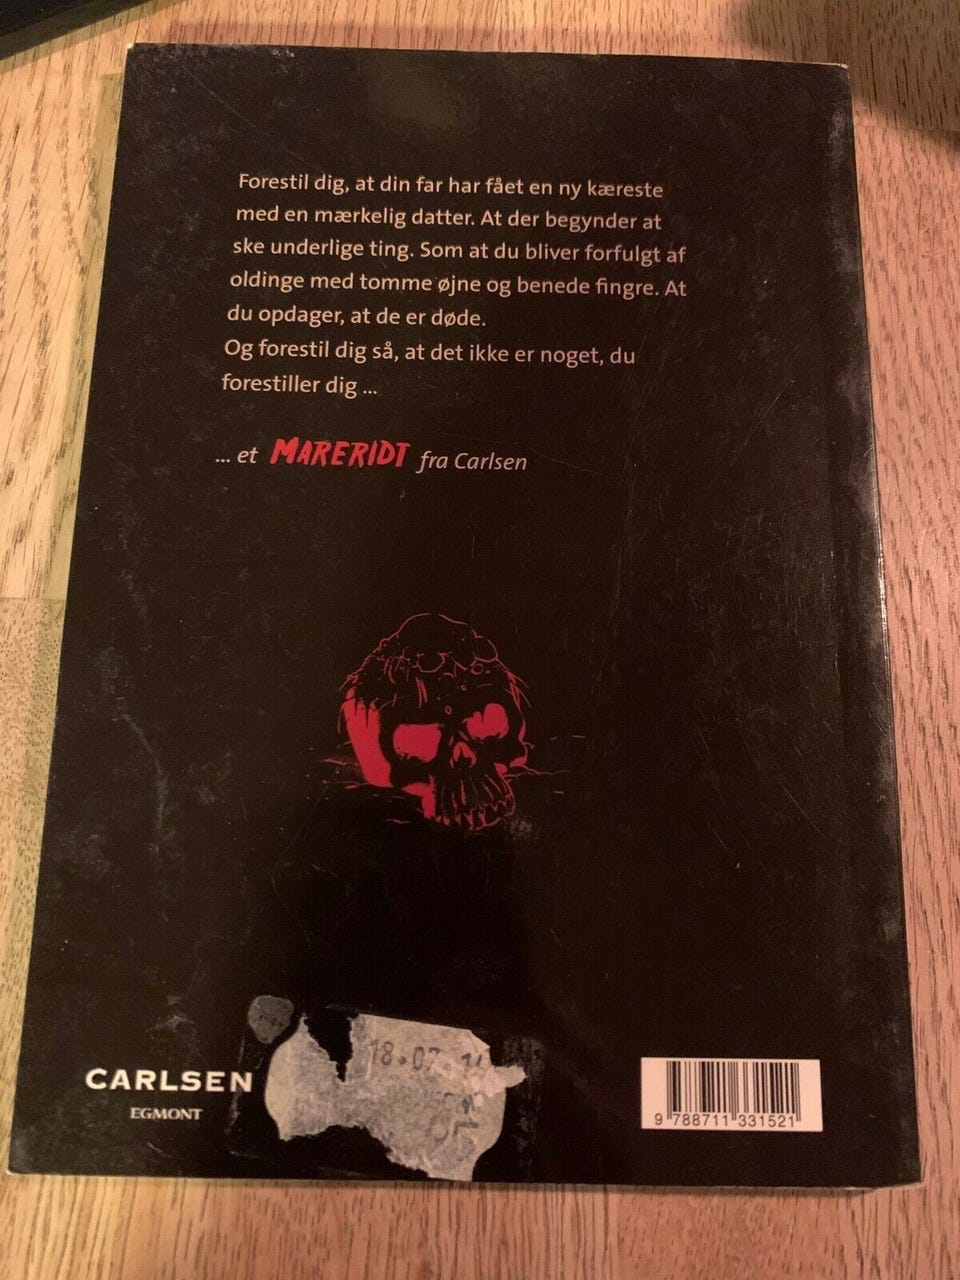 Forestil dig, at din far har fået en ny kæreste
med en mærkelig datter. At der begynder at
ske underlige ting. Som at du bliver forfulgt af
oldinge med tomme øjne og benede fingre. At
du opdager, at de er døde.
Og forestil dig så, at det ikke er noget, du
forestiller dig ...
... et MARERIDT fra Carlsen
18.07
CARLSEN
EGMONT
9 788711 331521